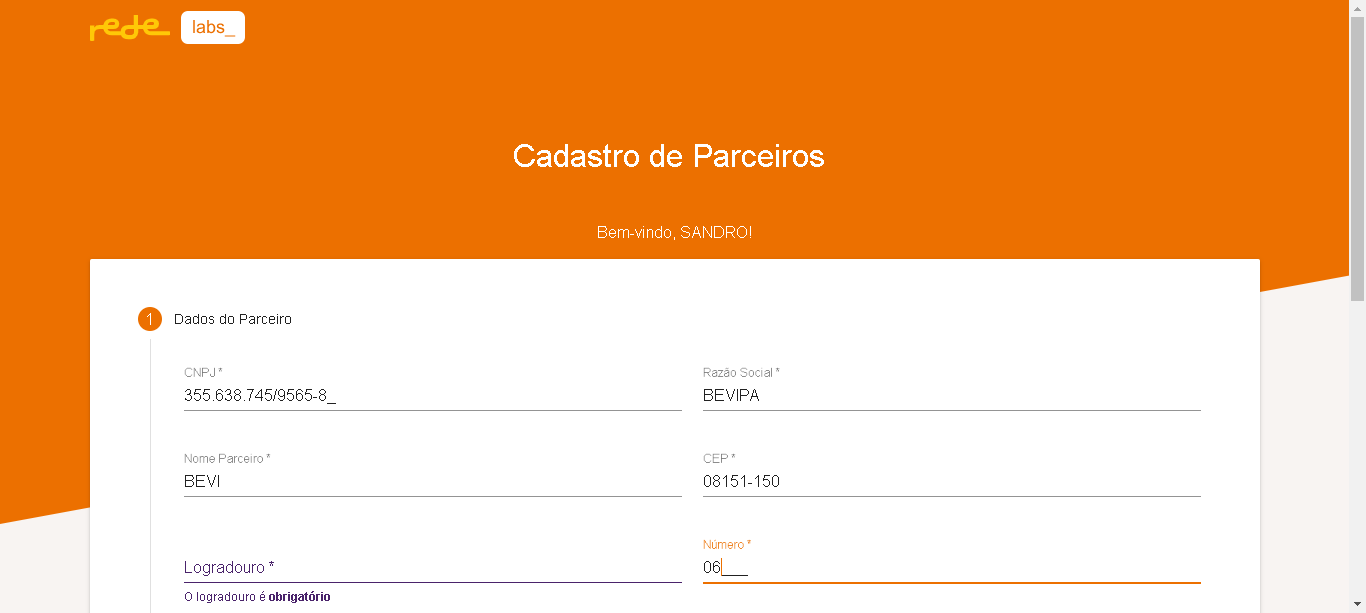 rede labs_
Cadastro de Parceiros
Bem-vindo, SANDRO!
1 Dados do Parceiro
CNPJ * Razão Social *
355.638.745/9565-8_ BEVIPA
Nome Parceiro * CEP *
BEVI 08151-150
Número *
Logradouro * 06___
O logradouro é obrigatório